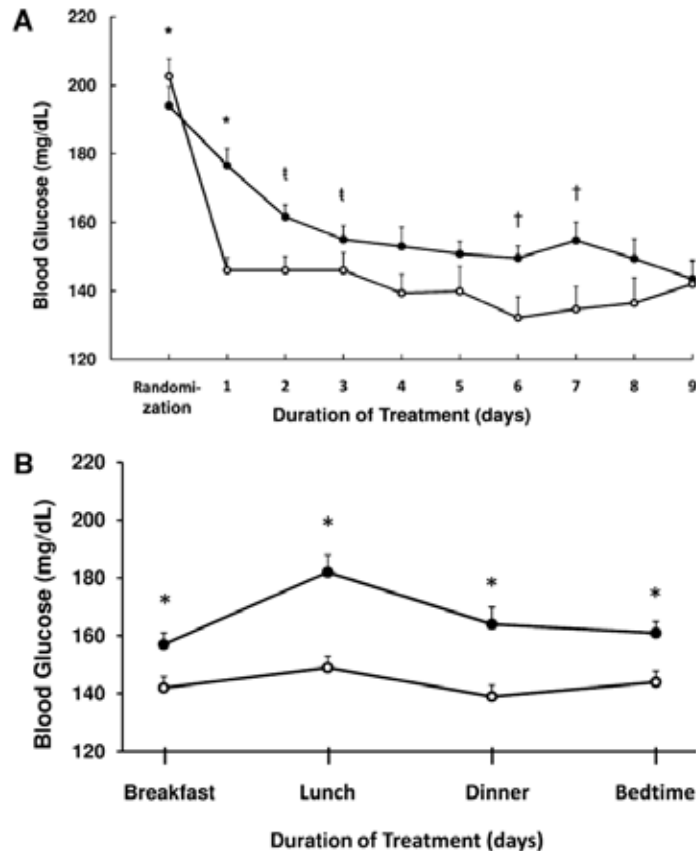 A
220
200
180
160
140
120
Blood Glucose (mg/dL)
*
*
ŧ
ŧ
†
†
Randomi-
zation
1 2 3 4 5 6 7 8 9
Duration of Treatment (days)
B
220
200
180
160
140
120
Blood Glucose (mg/dL)
* * * *
Breakfast Lunch Dinner Bedtime
Duration of Treatment (days)